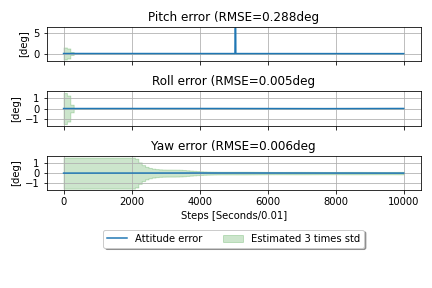 Pitch error (RMSE=0.288deg
5
0
[deg]
Roll error (RMSE=0.005deg
1
0
−1
[deg]
Yaw error (RMSE=0.006deg
1
0
−1
[deg]
0 2000 4000 6000 8000 10000
Steps [Seconds/0.01]
Attitude error Estimated 3 times std